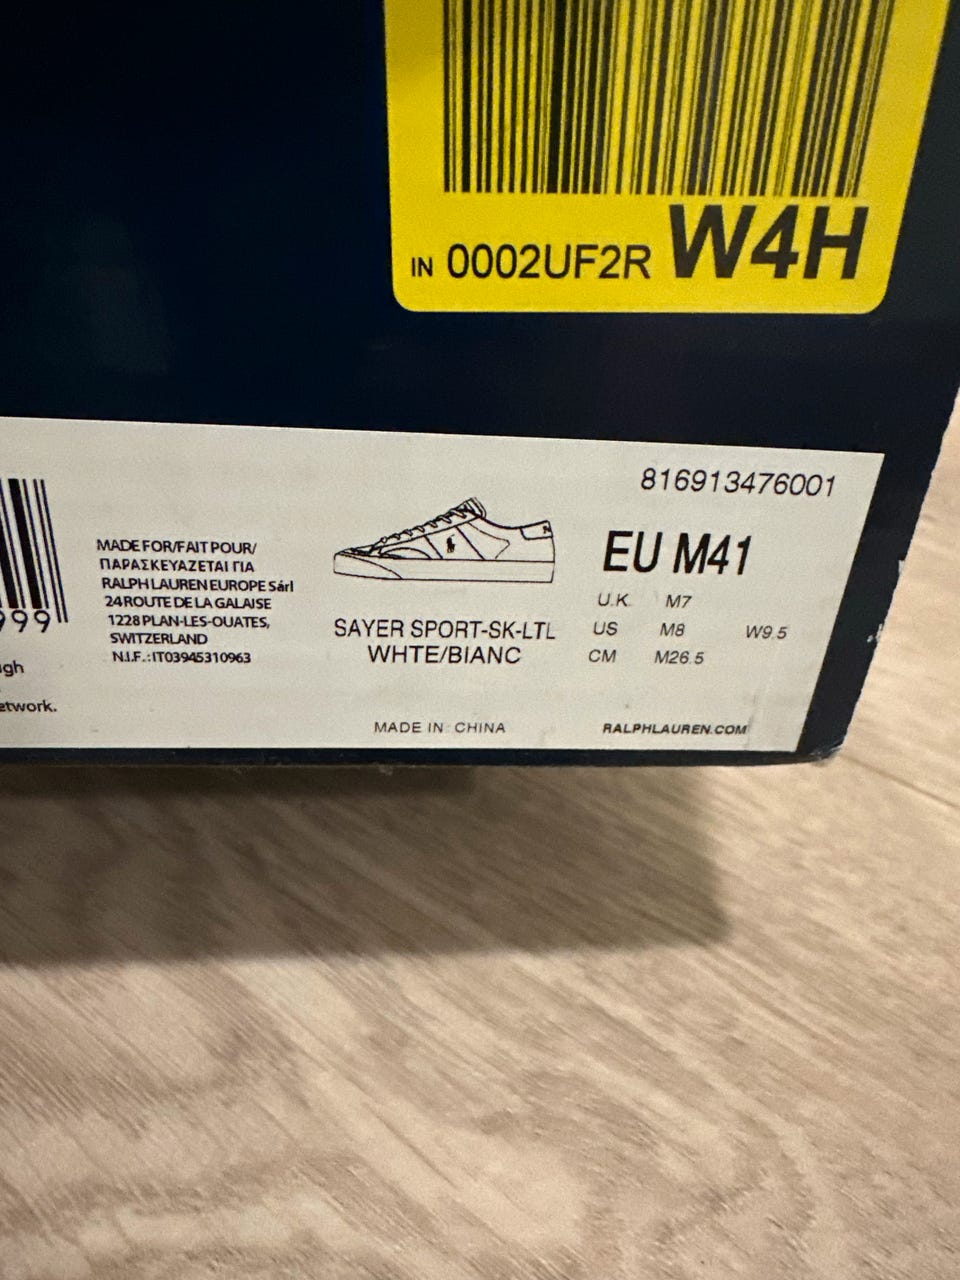 IN 0002UF2R W4H
816913476001
999
MADE FOR/FAIT POUR/
ΠΑΡΑΣΚΕΥΑΖΕΤΑΙ ΓΙΑ
RALPH LAUREN EUROPE Sárl
24 ROUTE DE LA GALAISE
1228 PLAN-LES-OUATES,
SWITZERLAND
N.I.F.:IT03945310963
gh
etwork.
SAYER SPORT-SK-LTL
WHTE/BIANC
MADE IN CHINA
EU M41
U.K. M7
US M8 W9.5
CM M26.5
RALPHLAUREN.COM